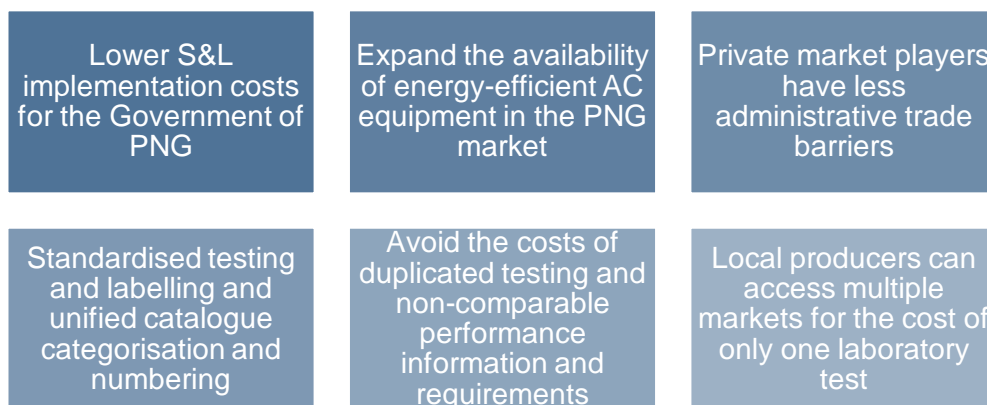 Lower S&L
implementation costs
for the Government of
PNG
Expand the availability
of energy-efficient AC
equipment in the PNG
market
Private market players
have less
administrative trade
barriers
Standardised testing
and labelling and
unified catalogue
categorisation and
numbering
Avoid the costs of
duplicated testing and
non-comparable
performance
information and
requirements
Local producers can
access multiple
markets for the cost of
only one laboratory
test